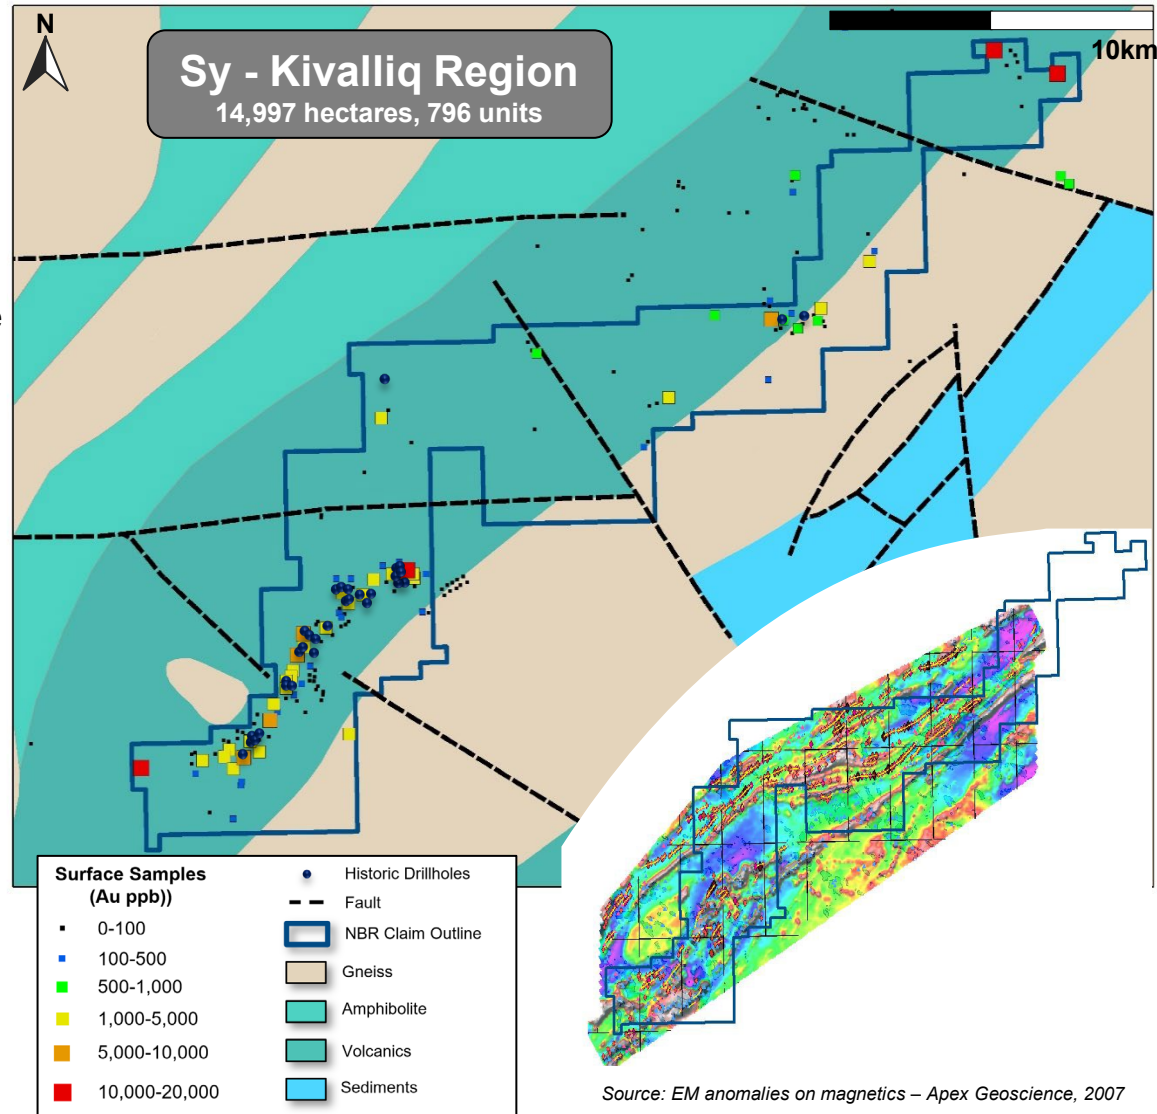 N
10km
Sy - Kivalliq Region
14,997 hectares, 796 units
Surface Samples
(Au ppb))
0-100
100-500
500-1,000
1,000-5,000
5,000-10,000
10,000-20,000
Historic Drillholes
Fault
NBR Claim Outline
Gneiss
Amphibolite
Volcanics
Sediments
Source: EM anomalies on magnetics – Apex Geoscience, 2007